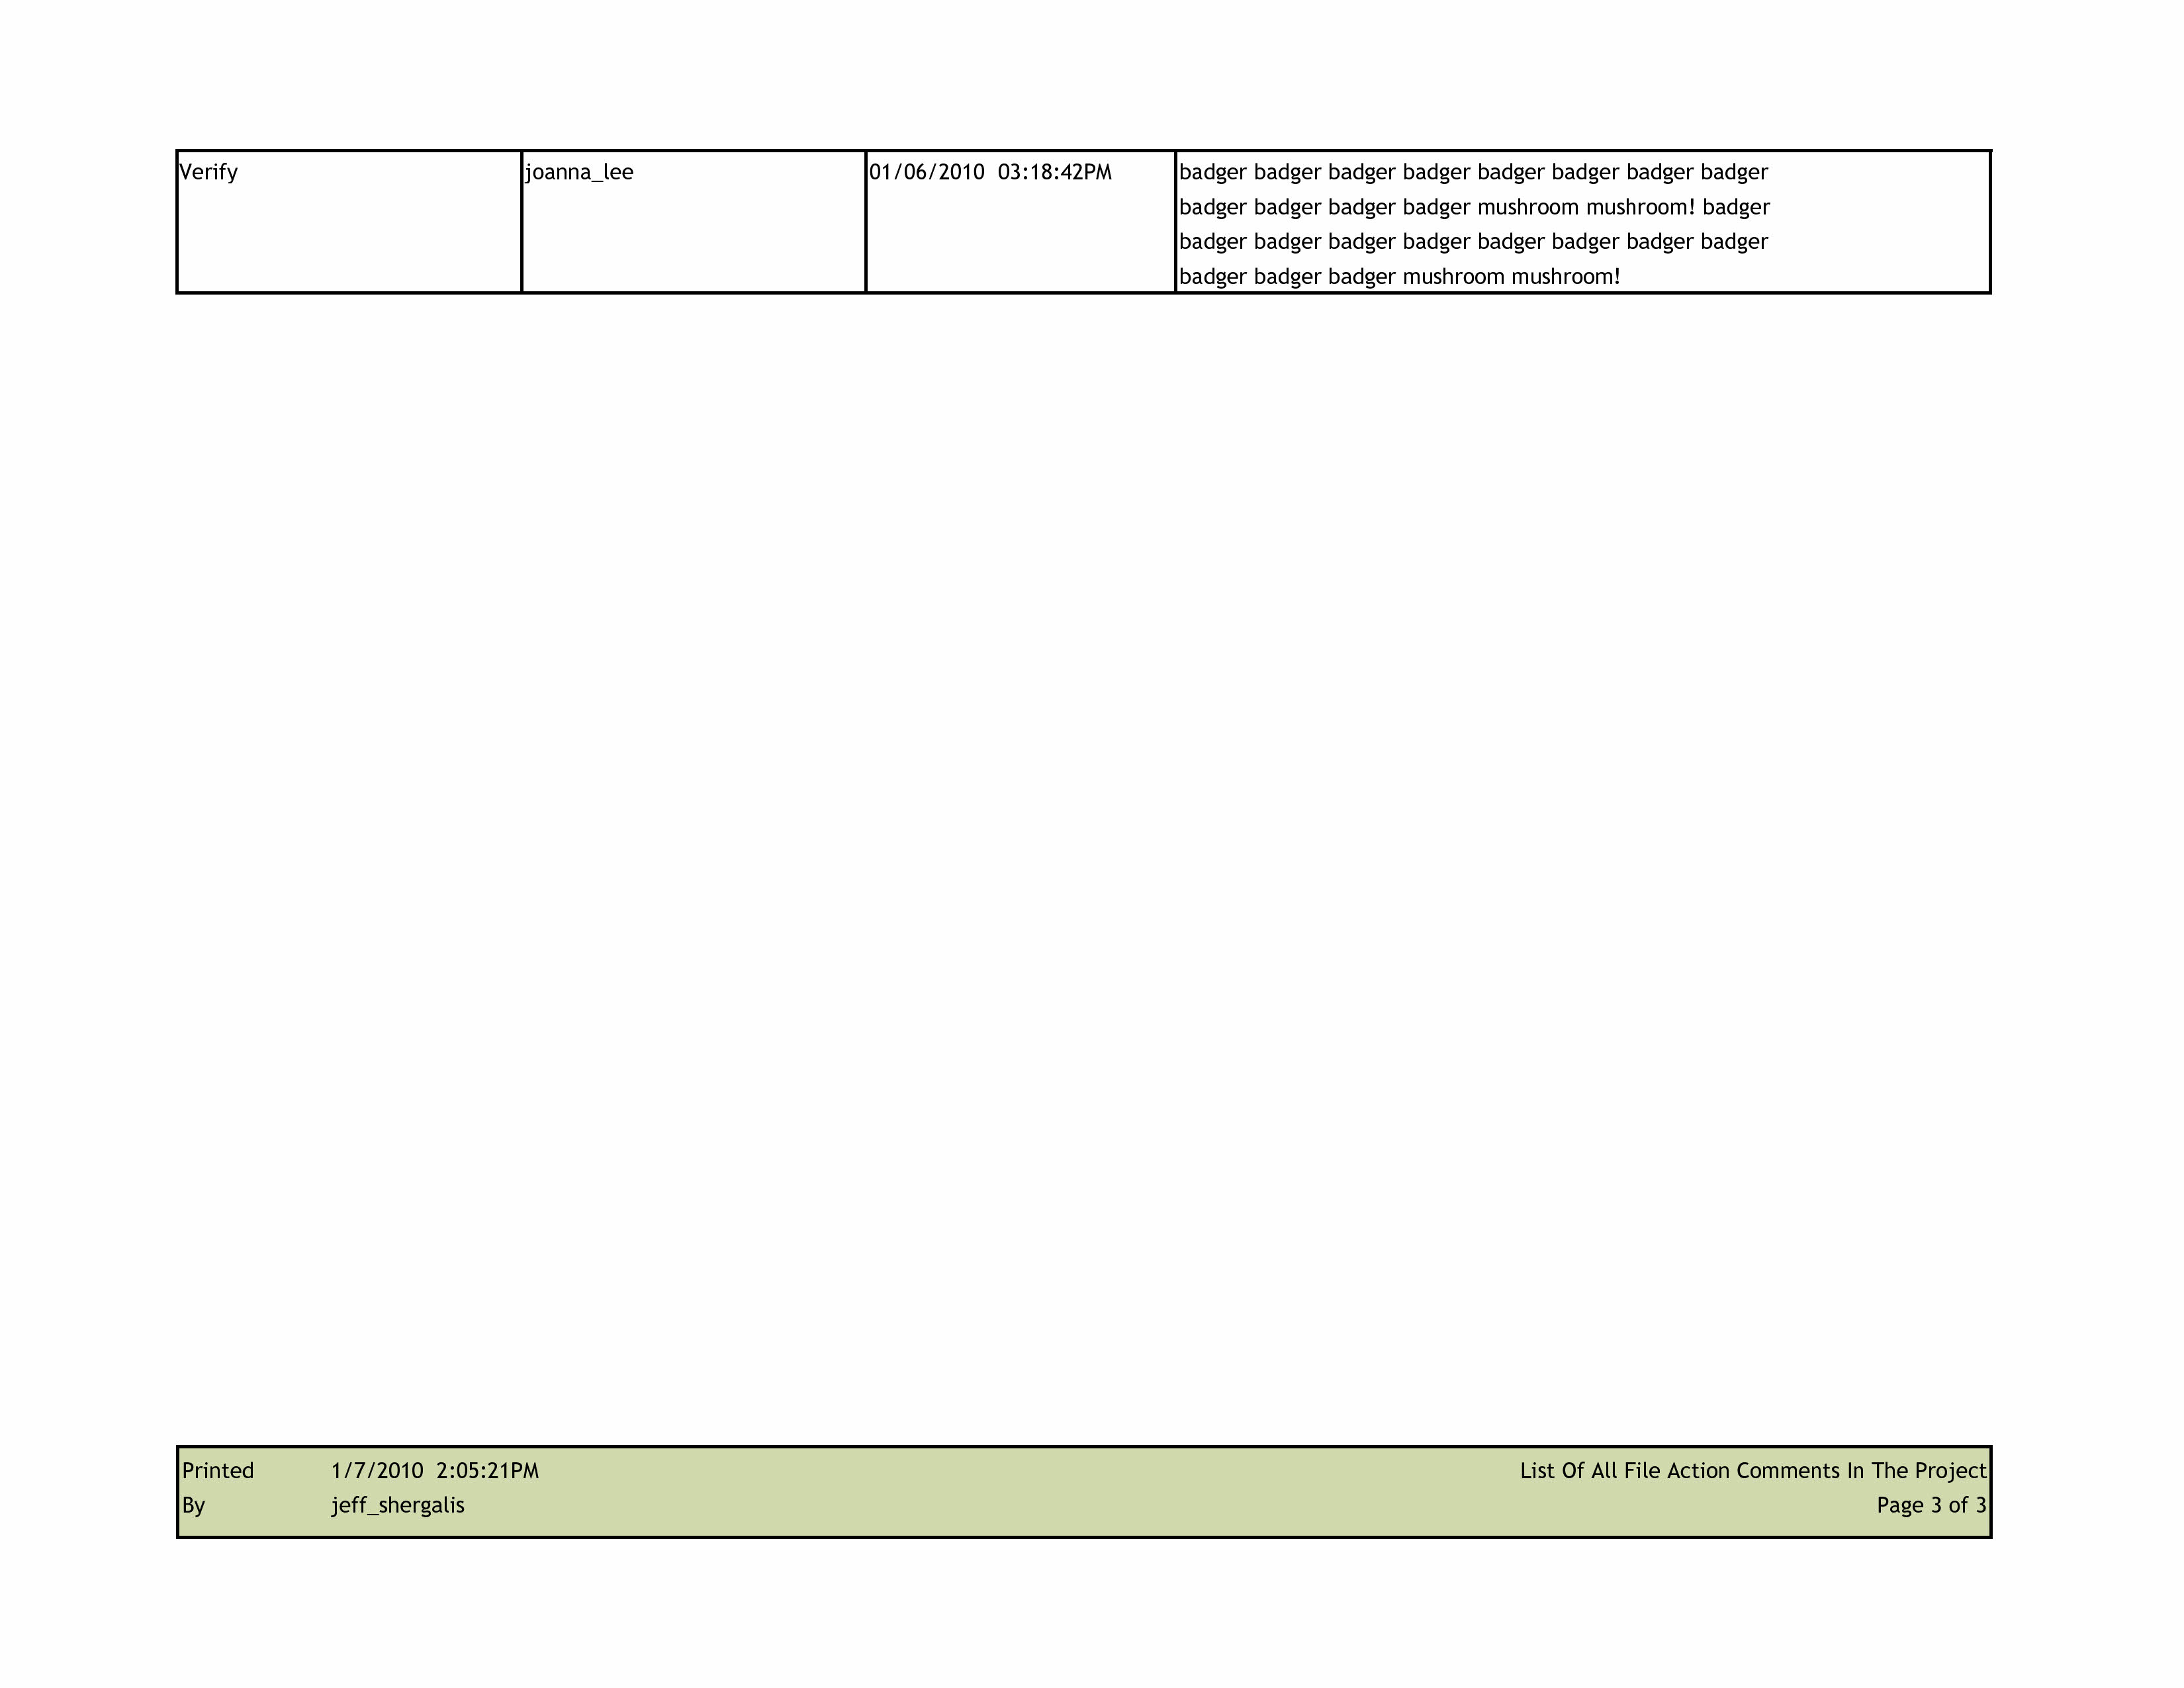 Verify joanna_lee 01/06/2010 03:18:42PM badger badger badger badger badger badger badger badger
badger badger badger badger mushroom mushroom! badger
badger badger badger badger badger badger badger badger
badger badger badger mushroom mushroom!
Printed 1/7/2010 2:05:21PM List Of All File Action Comments In The Project
By jeff_shergalis Page 3 of 3